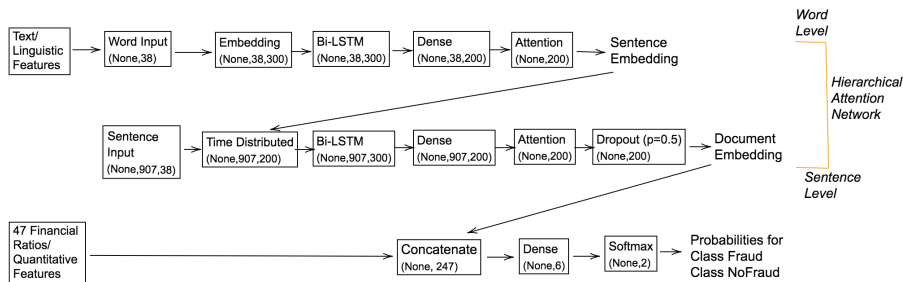 Text/
Linguistic
Features
Word Input
(None,38)
Embedding
(None,38,300)
Bi-LSTM
(None,38,300)
Dense
(None,38,200)
Attention
(None,200)
Sentence
Embedding
Word
Level
Hierarchical
Attention
Network
Sentence
Input
(None,907,38)
Time Distributed
(None,907,200)
Bi-LSTM
(None,907,300)
Dense
(None,907,200)
Attention
(None,200)
Dropout (p=0.5)
(None,200)
Document
Embedding
Sentence
Level
47 Financial
Ratios/
Quantitative
Features
Concatenate
(None, 247)
Dense
(None,6)
Softmax
(None,2)
Probabilities for
Class Fraud
Class NoFraud